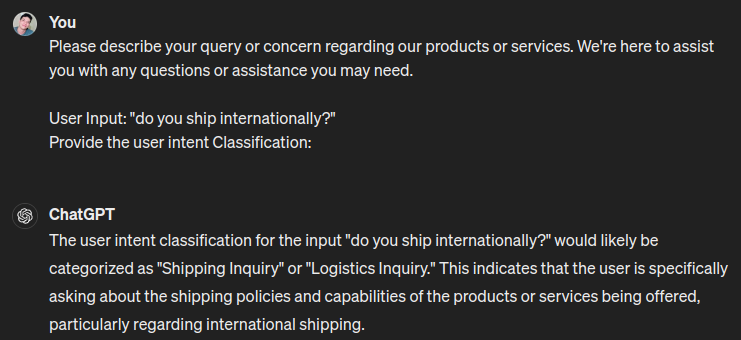 You
Please describe your query or concern regarding our products or services. We're here to assist
you with any questions or assistance you may need.
User Input: "do you ship internationally?"
Provide the user intent Classification:
ChatGPT
The user intent classification for the input "do you ship internationally?" would likely be
categorized as "Shipping Inquiry" or "Logistics Inquiry." This indicates that the user is specifically
asking about the shipping policies and capabilities of the products or services being offered,
particularly regarding international shipping.